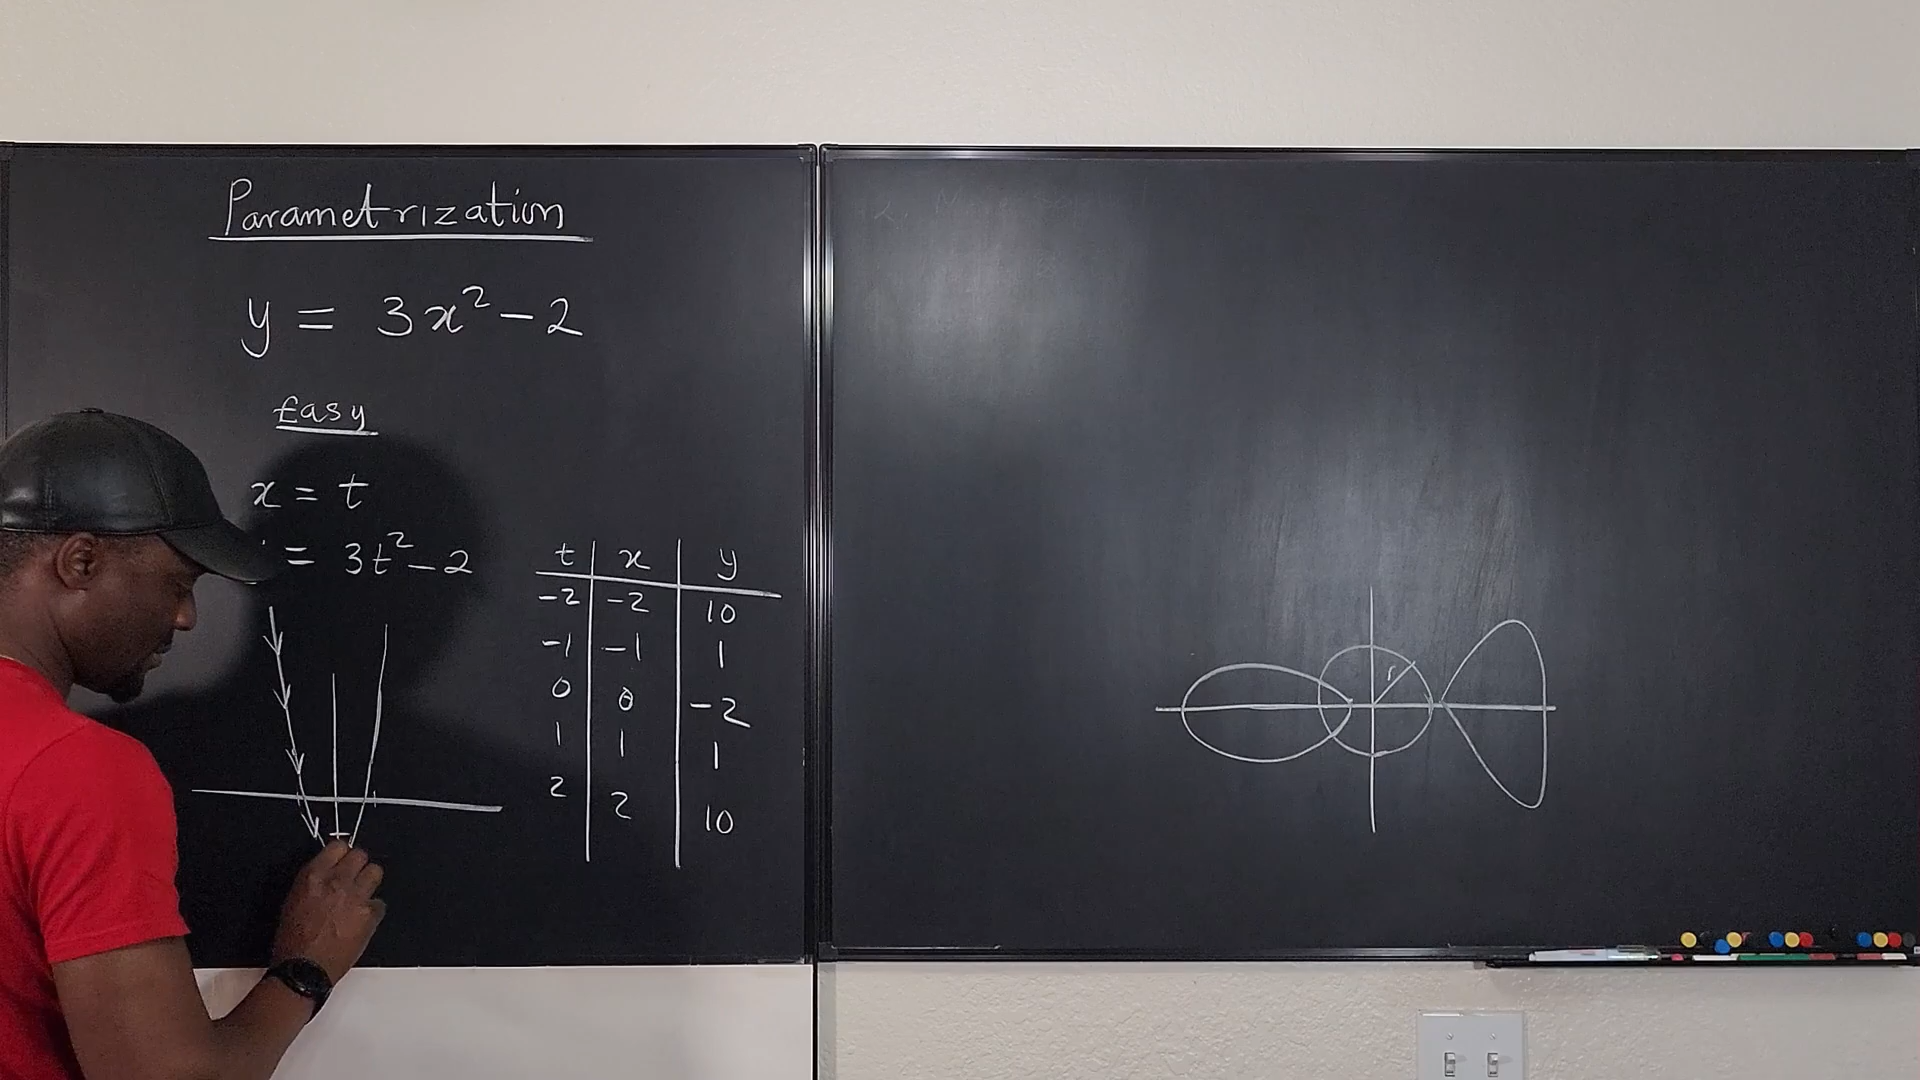 Parametrization
y = 3x² - 2
Easy
x = t
= 3t² - 2
t x y
-2 -2 10
-1 -1 1
0 0 -2
1 1 1
2 2 10
r